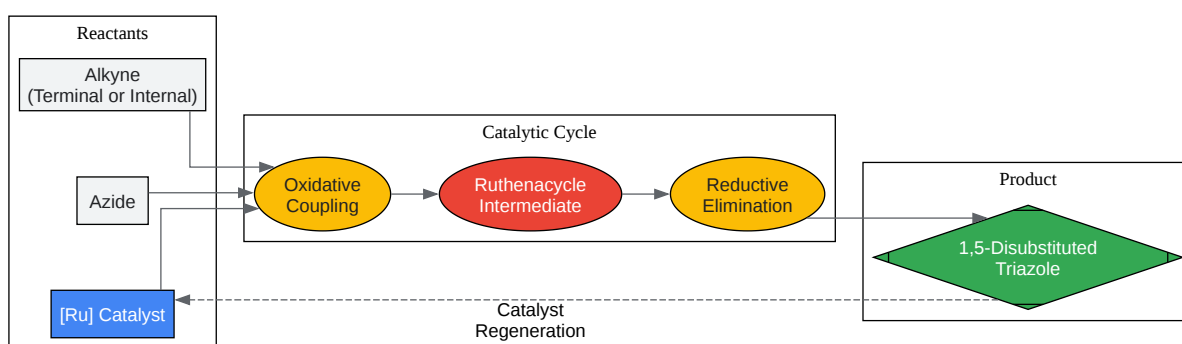 Reactants
Alkyne
(Terminal or Internal)
Azide
[Ru] Catalyst
Catalytic Cycle
Oxidative
Coupling
Ruthenacycle
Intermediate
Reductive
Elimination
Product
1,5-Disubstituted
Triazole
Catalyst
Regeneration